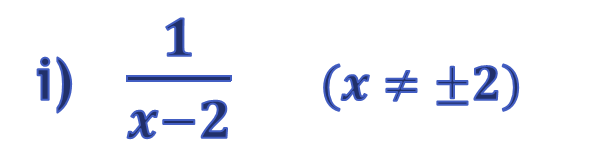 i) 1/(x−2) (x ≠ ±2)